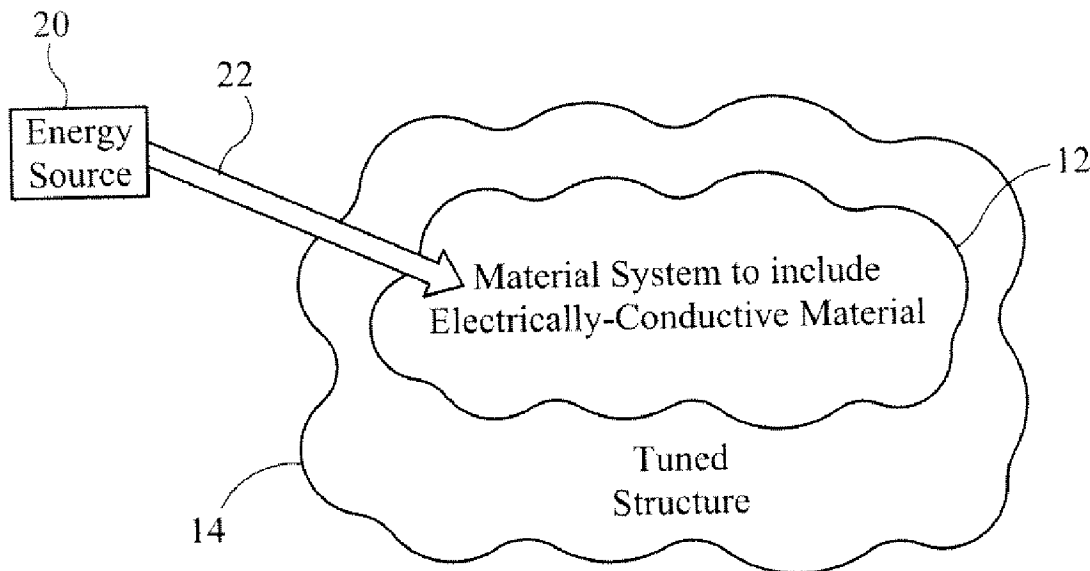 20
22
Energy
Source
12
Material System to include
Electrically-Conductive Material
Tuned
Structure
14